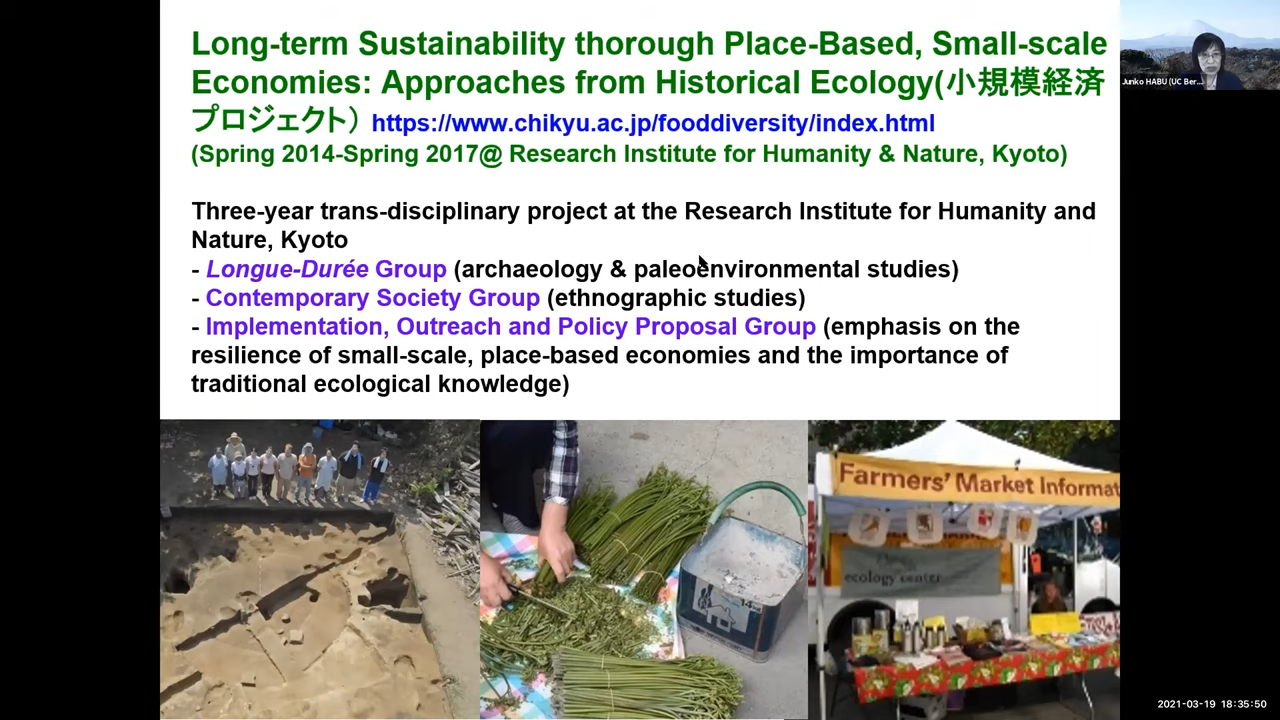 Long-term Sustainability thorough Place-Based, Small-scale
Economies: Approaches from Historical Ecology(小規模経済
プロジェクト） https://www.chikyu.ac.jp/fooddiversity/index.html
(Spring 2014-Spring 2017@ Research Institute for Humanity & Nature, Kyoto)
Three-year trans-disciplinary project at the Research Institute for Humanity and
Nature, Kyoto
- Longue-Durée Group (archaeology & paleoenvironmental studies)
- Contemporary Society Group (ethnographic studies)
- Implementation, Outreach and Policy Proposal Group (emphasis on the
resilience of small-scale, place-based economies and the importance of
traditional ecological knowledge)
Junko HABU (UC Ber...
Farmers' Market Informat
ecology center
14
2021-03-19 18:35:50